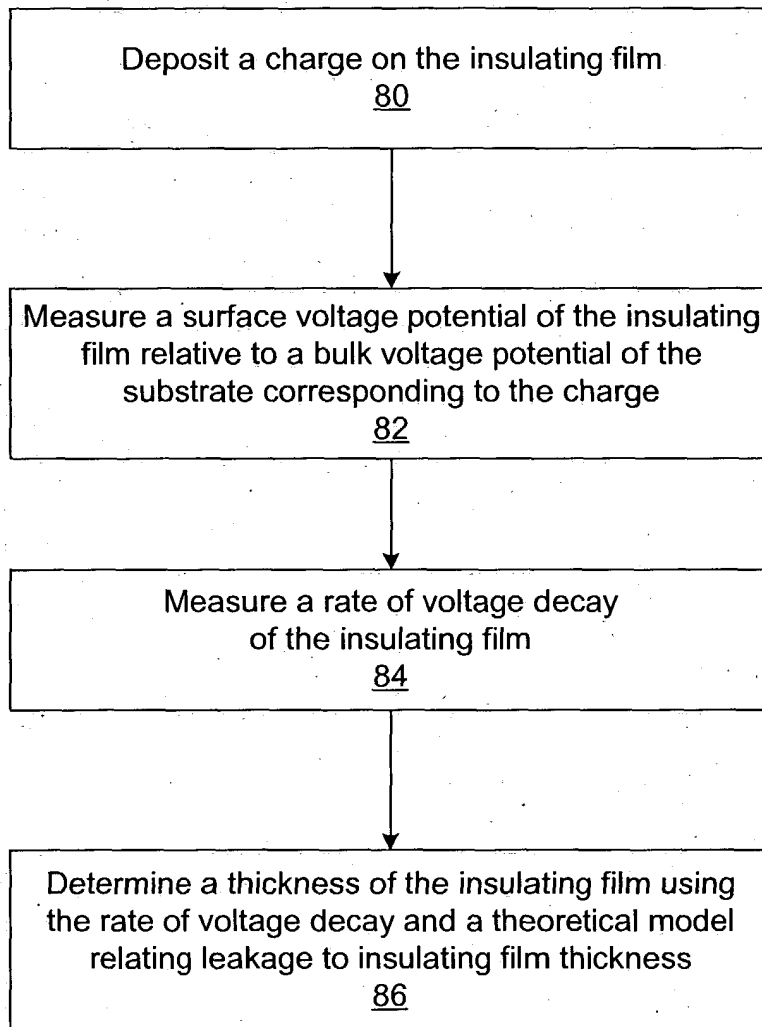 Deposit a charge on the insulating film
80
Measure a surface voltage potential of the insulating
film relative to a bulk voltage potential of the
substrate corresponding to the charge
82
Measure a rate of voltage decay
of the insulating film
84
Determine a thickness of the insulating film using
the rate of voltage decay and a theoretical model
relating leakage to insulating film thickness
86